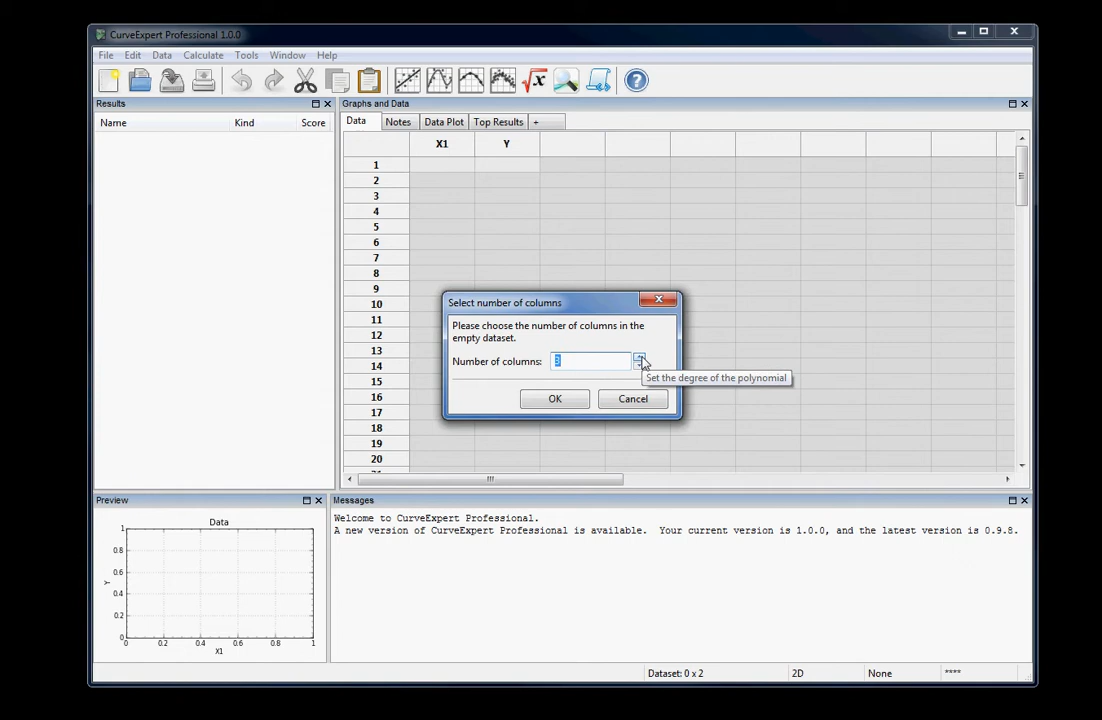 CurveExpert Professional 1.0.0
File Edit Data Calculate Tools Window Help
Results
Graphs and Data
Name Kind Score
Data Notes Data Plot Top Results +
X1 Y
1
2
3
4
5
6
7
8
9
10
11
12
13
14
15
16
17
18
19
20
Select number of columns
Please choose the number of columns in the
empty dataset.
Number of columns: 3
Set the degree of the polynomial
OK Cancel
Preview
Data
1
0.8
0.6
0.4
0.2
0
Y
0 0.2 0.4 0.6 0.8 1
X1
Messages
Welcome to CurveExpert Professional.
A new version of CurveExpert Professional is available. Your current version is 1.0.0, and the latest version is 0.9.8.
Dataset: 0 x 2 2D None ****